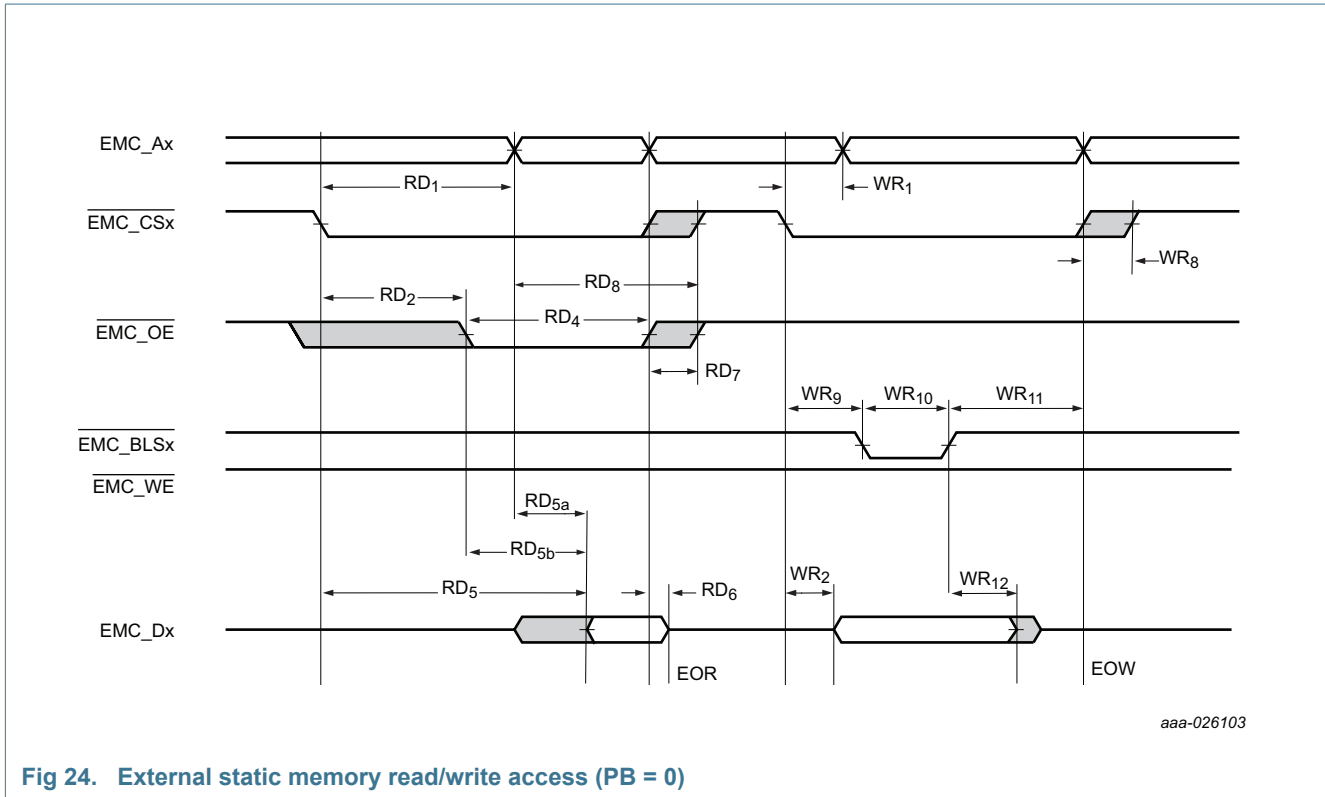 EMC_Ax
RD1
WR1
EMC_CSx
RD8
WR8
RD2
RD4
EMC_OE
RD7
WR9
WR10
WR11
EMC_BLSx
EMC_WE
RD5a
RD5b
RD5
RD6
WR2
WR12
EMC_Dx
EOR
EOW
aaa-026103
Fig 24. External static memory read/write access (PB = 0)